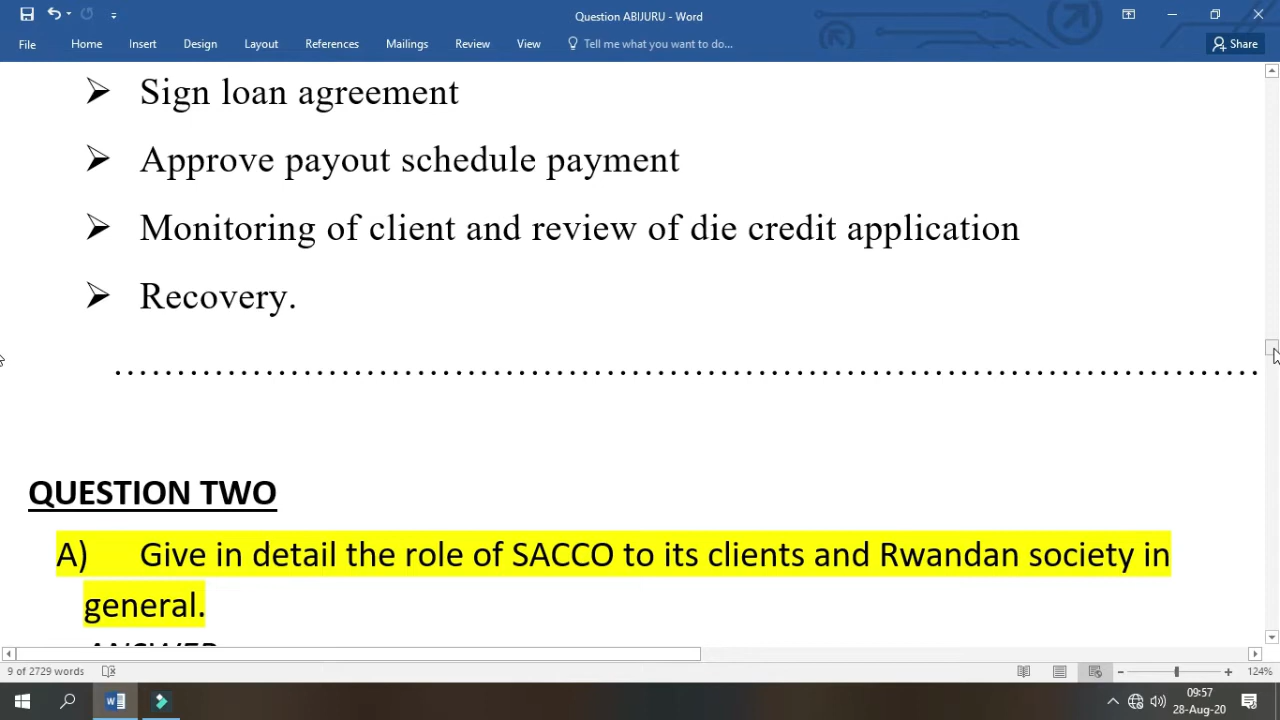 Question ABIJURU - Word
File Home Insert Design Layout References Mailings Review View Tell me what you want to do... Share
➢ Sign loan agreement
➢ Approve payout schedule payment
➢ Monitoring of client and review of die credit application
➢ Recovery.
……………………………………………………………………………
QUESTION TWO
A) Give in detail the role of SACCO to its clients and Rwandan society in
general.
ANSWER
9 of 2729 words 124%
09:57
28-Aug-20